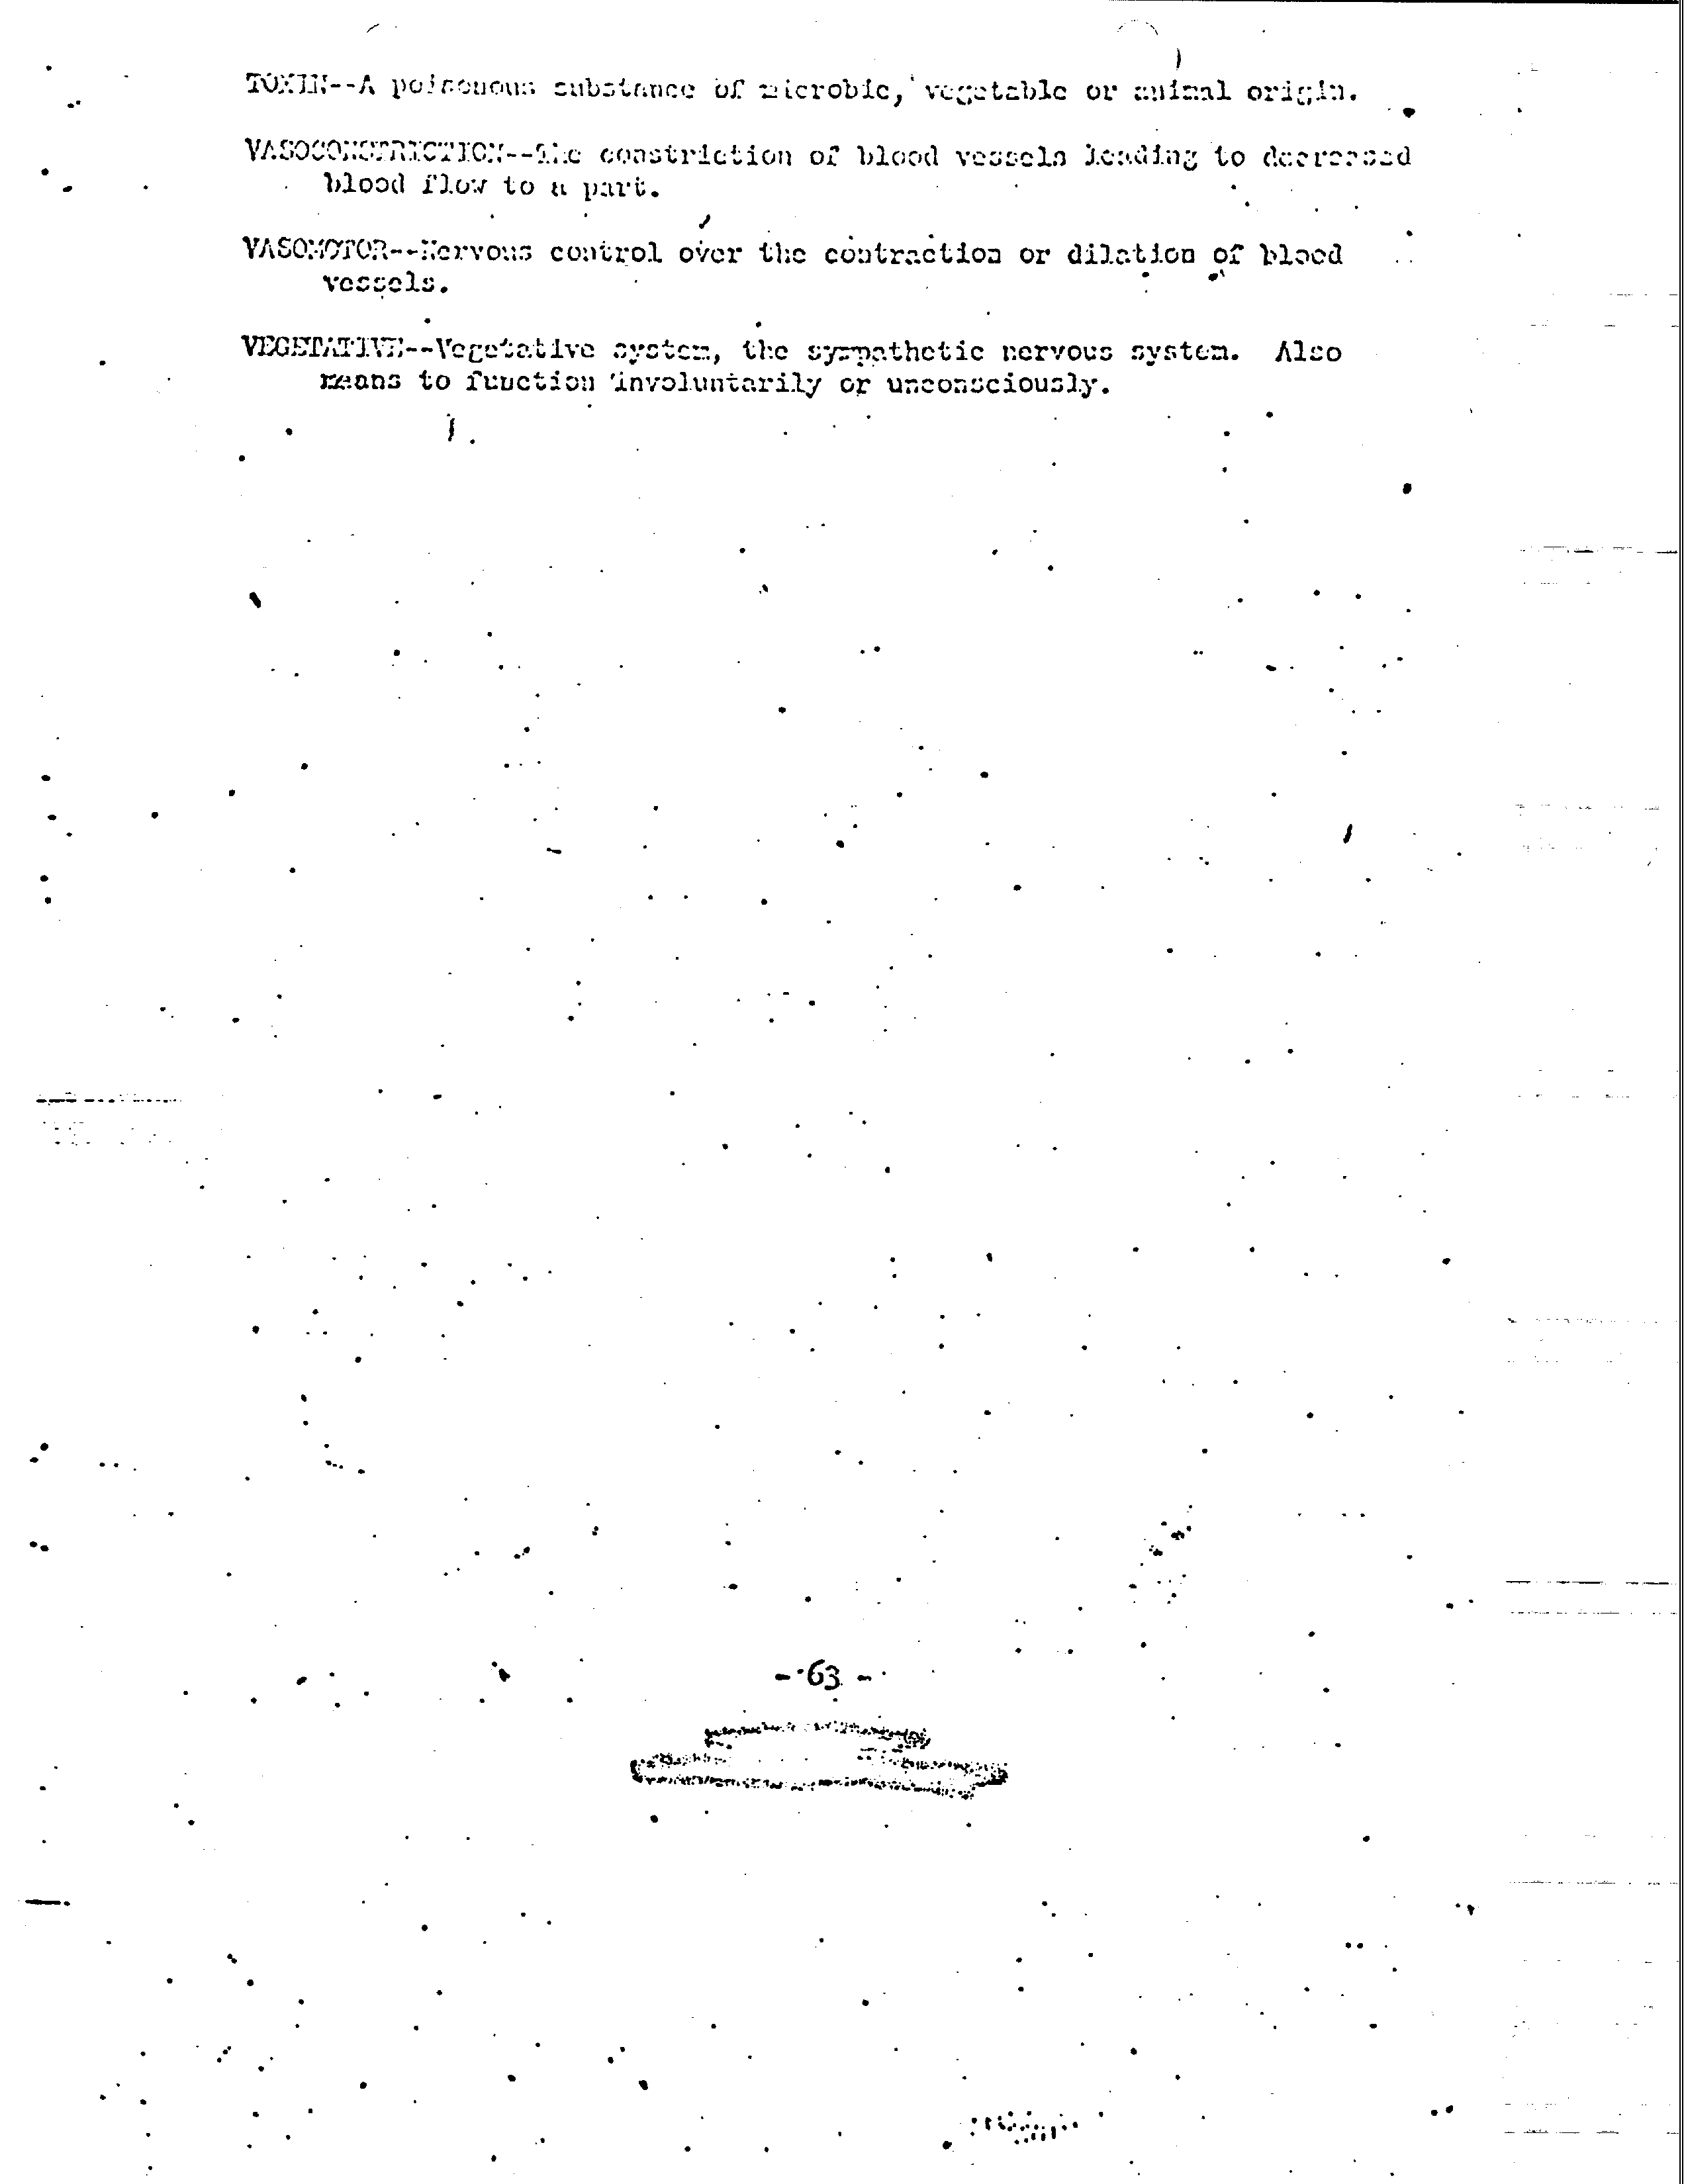 TOXIN--A poisonous substance of microbic, vegetable or animal origin.
VASOCONSTRICTION--The constriction of blood vessels leading to decreased
blood flow to a part.
VASOMOTOR--Nervous control over the contraction or dilation of blood
vessels.
VEGETATIVE--Vegetative system, the sympathetic nervous system. Also
means to function involuntarily or unconsciously.
- 63 -